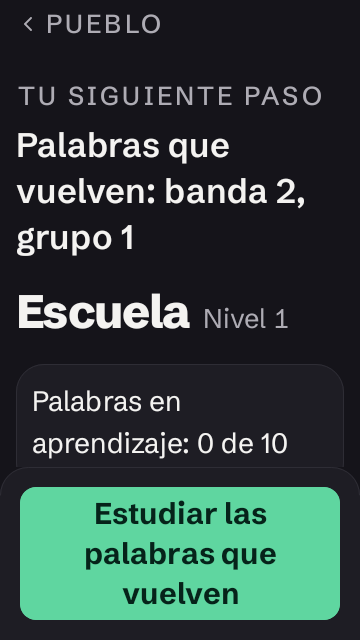 PUEBLO
TU SIGUIENTE PASO
Palabras que
vuelven: banda 2,
grupo 1
Escuela Nivel 1
Palabras en
aprendizaje: 0 de 10
Estudiar las
palabras que
vuelven